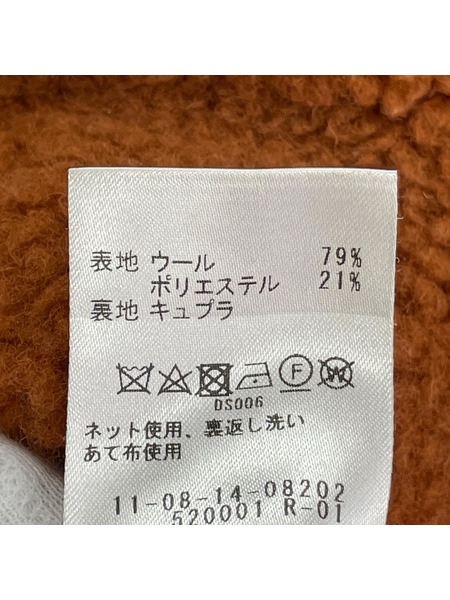 表地 ウール 79%
ポリエステル 21%
裏地 キュプラ
F W
DS006
ネット使用、裏返し洗い
あて布使用
11-08-14-08202
520001 R-01